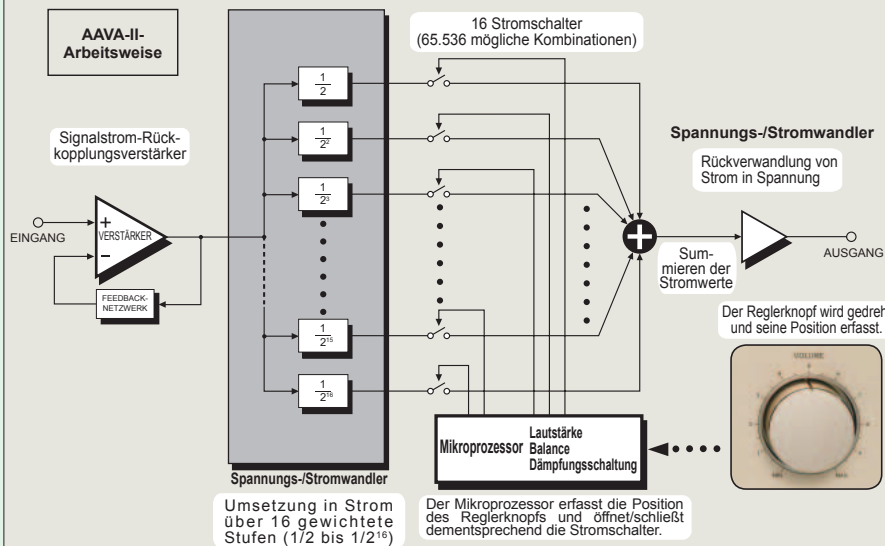 AAVA-II-
Arbeitsweise
16 Stromschalter
(65.536 mögliche Kombinationen)
Signalstrom-Rück-
kopplungsverstärker
EINGANG
+
VERSTÄRKER
−
FEEDBACK-
NETZWERK
1
2
1
2²
1
2³
1
2¹⁵
1
2¹⁶
Spannungs-/Stromwandler
Umsetzung in Strom
über 16 gewichtete
Stufen (1/2 bis 1/2¹⁶)
+
Spannungs-/Stromwandler
Rückverwandlung von
Strom in Spannung
Sum-
mieren der
Stromwerte
AUSGANG
Der Reglerknopf wird gedreh
und seine Position erfasst.
VOLUME
Mikroprozessor
Lautstärke
Balance
Dämpfungsschaltung
Der Mikroprozessor erfasst die Position
des Reglerknopfs und öffnet/schließt
dementsprechend die Stromschalter.